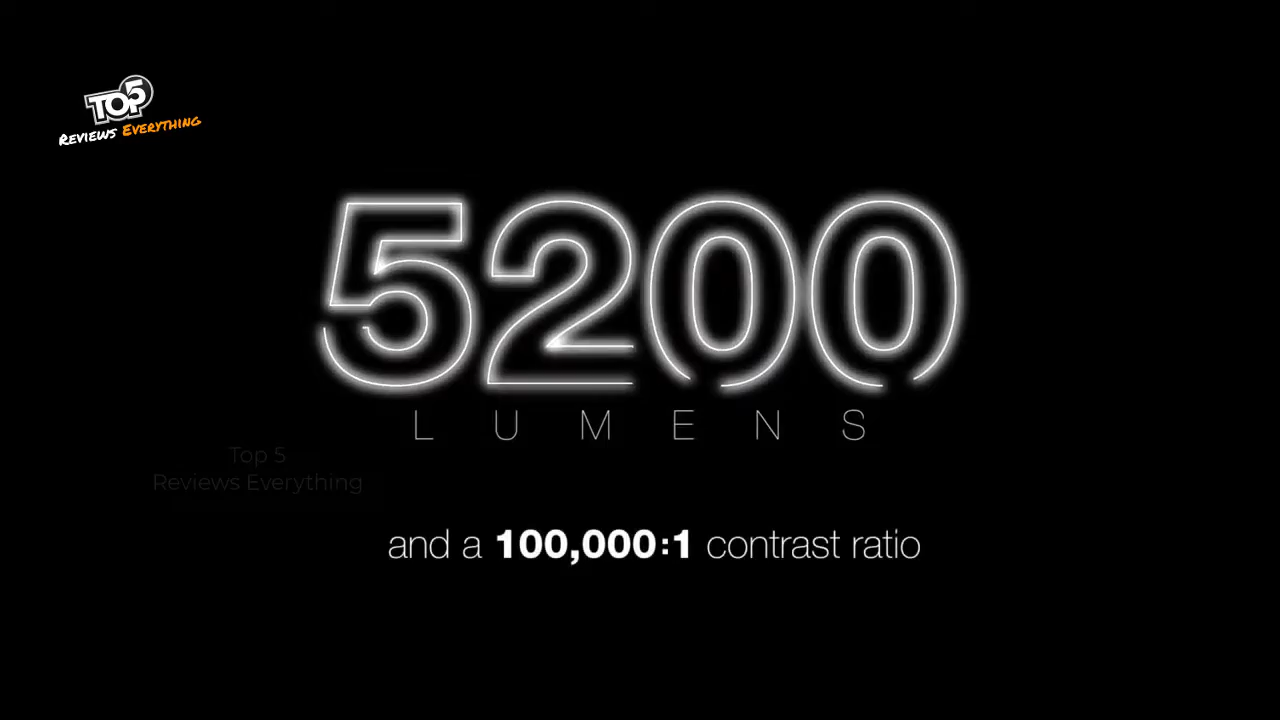 TOP5
REVIEWS EVERYTHING
5200
LUMENS
Top 5
Reviews Everything
and a 100,000:1 contrast ratio